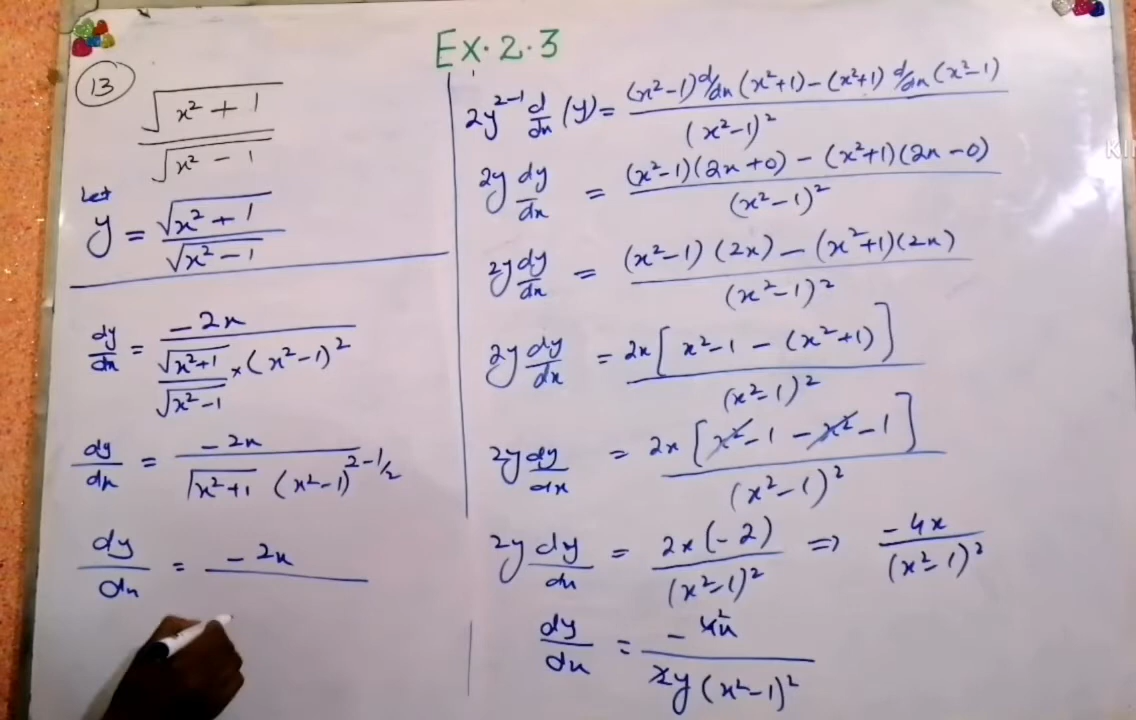 Ex. 2.3
(13) √(x² + 1) / √(x² - 1)
Let
y = √(x² + 1) / √(x² - 1)
2y²⁻¹ d/dx (y) = ((x²-1) d/dx (x²+1) - (x²+1) d/dx (x²-1)) / (x²-1)²
2y dy/dx = ((x²-1)(2x+0) - (x²+1)(2x-0)) / (x²-1)²
2y dy/dx = ((x²-1)(2x) - (x²+1)(2x)) / (x²-1)²
2y dy/dx = 2x[x²-1 - (x²+1)] / (x²-1)²
2y dy/dx = 2x[x²-1 - x²-1] / (x²-1)²
2y dy/dx = 2x(-2) / (x²-1)² ⇒ -4x / (x²-1)²
dy/dx = -4²x / 2y(x²-1)²
dy/dx = -2x / (√(x²+1) / √(x²-1) × (x²-1)²)
dy/dx = -2x / (√(x²+1) (x²-1)^(2-1/2))
dy/dx = -2x